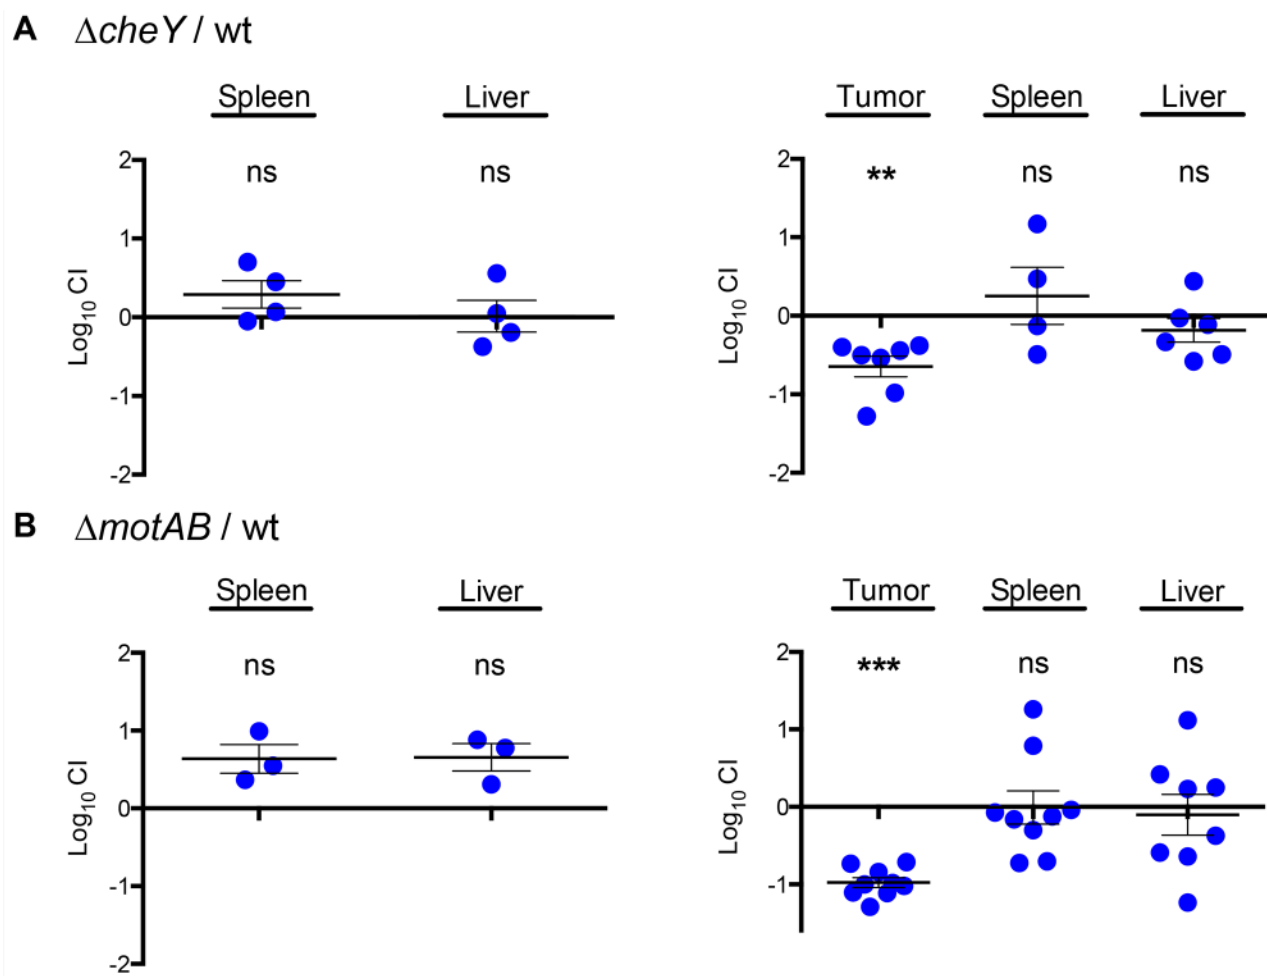 A ΔcheY / wt
Spleen Liver
ns ns
2
1
0
-1
-2
Log10 CI
Tumor Spleen Liver
** ns ns
2
1
0
-1
-2
Log10 CI
B ΔmotAB / wt
Spleen Liver
ns ns
2
1
0
-1
-2
Log10 CI
Tumor Spleen Liver
*** ns ns
2
1
0
-1
Log10 CI